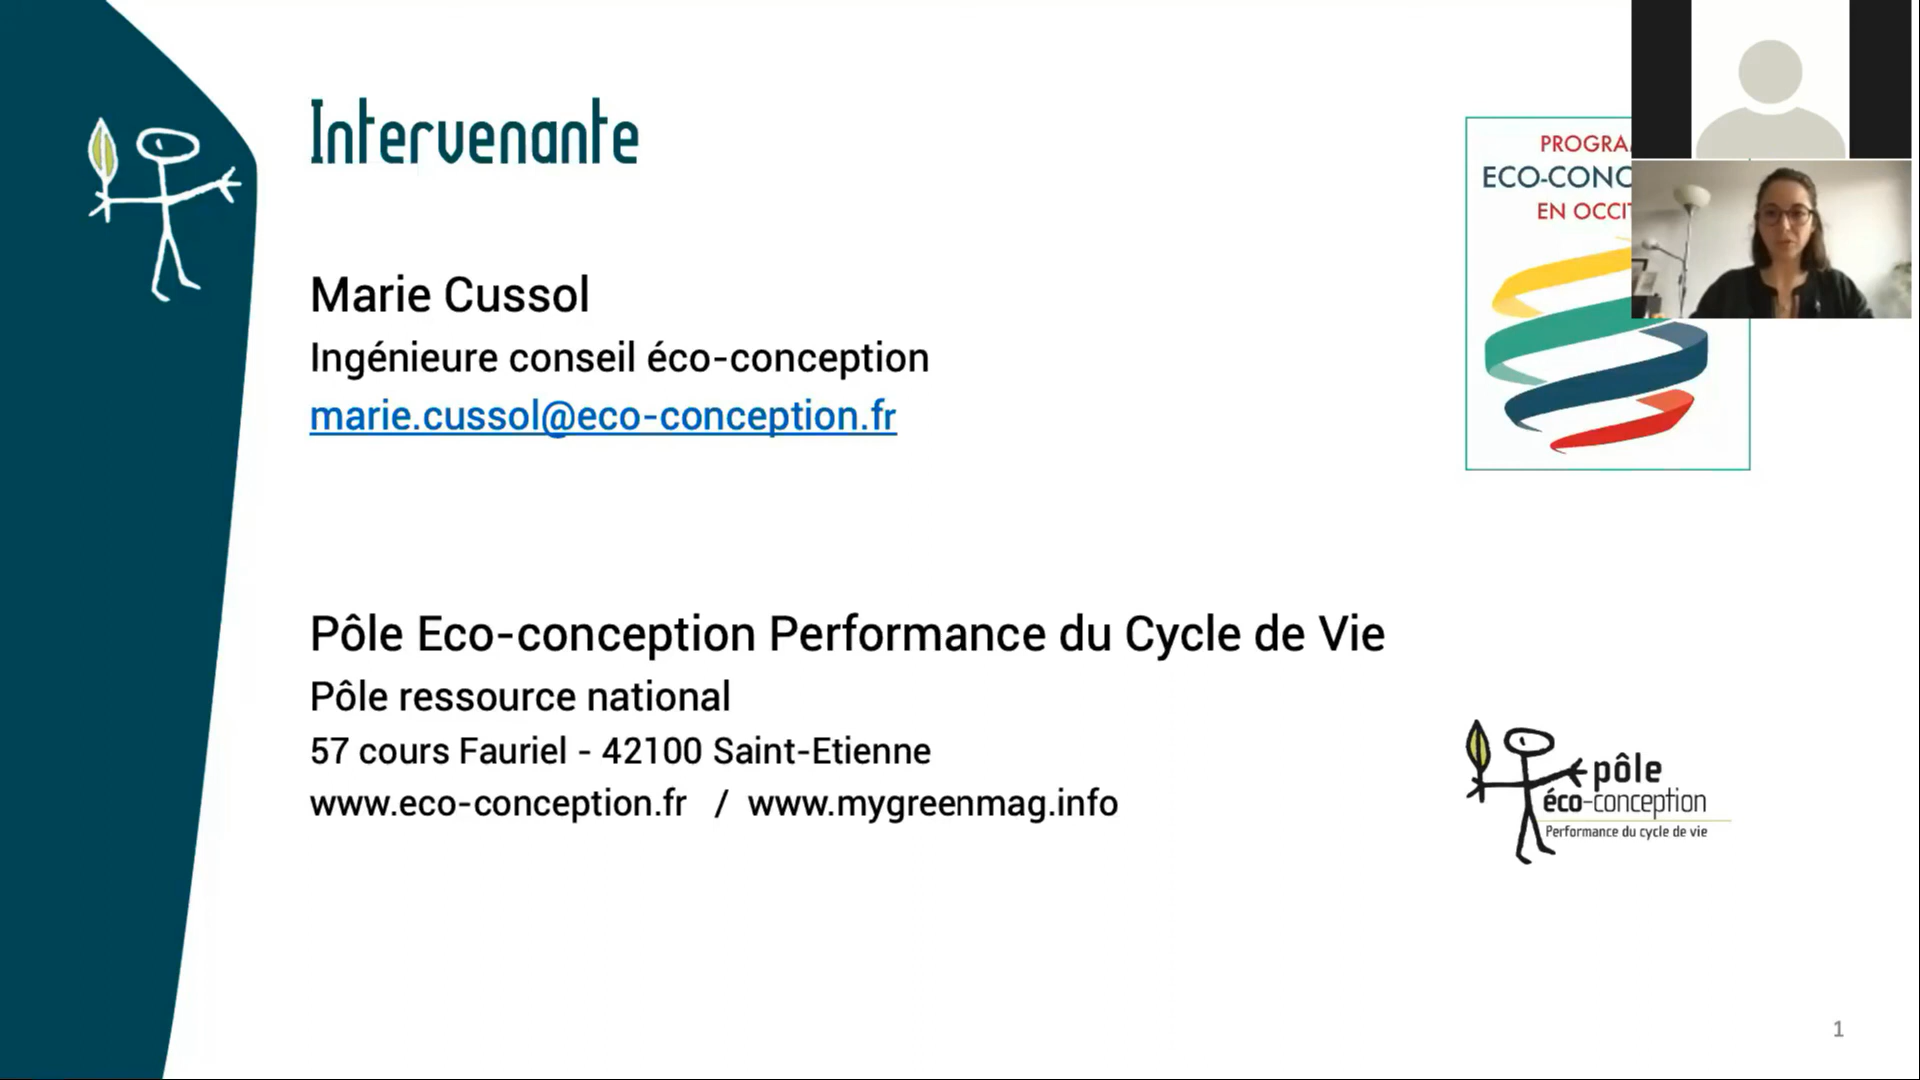 Intervenante
Marie Cussol
Ingénieure conseil éco-conception
marie.cussol@eco-conception.fr
Pôle Eco-conception Performance du Cycle de Vie
Pôle ressource national
57 cours Fauriel - 42100 Saint-Etienne
www.eco-conception.fr / www.mygreenmag.info
EN
pôle
éco-conception
Performance du cycle de vie
1